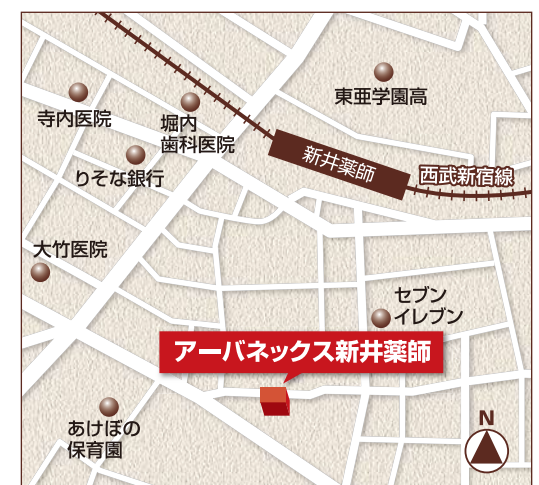 東亜学園高
寺内医院
堀内
歯科医院
新井薬師
西武新宿線
りそな銀行
大竹医院
セブン
イレブン
アーバネックス新井薬師
あけぼの
保育園
N